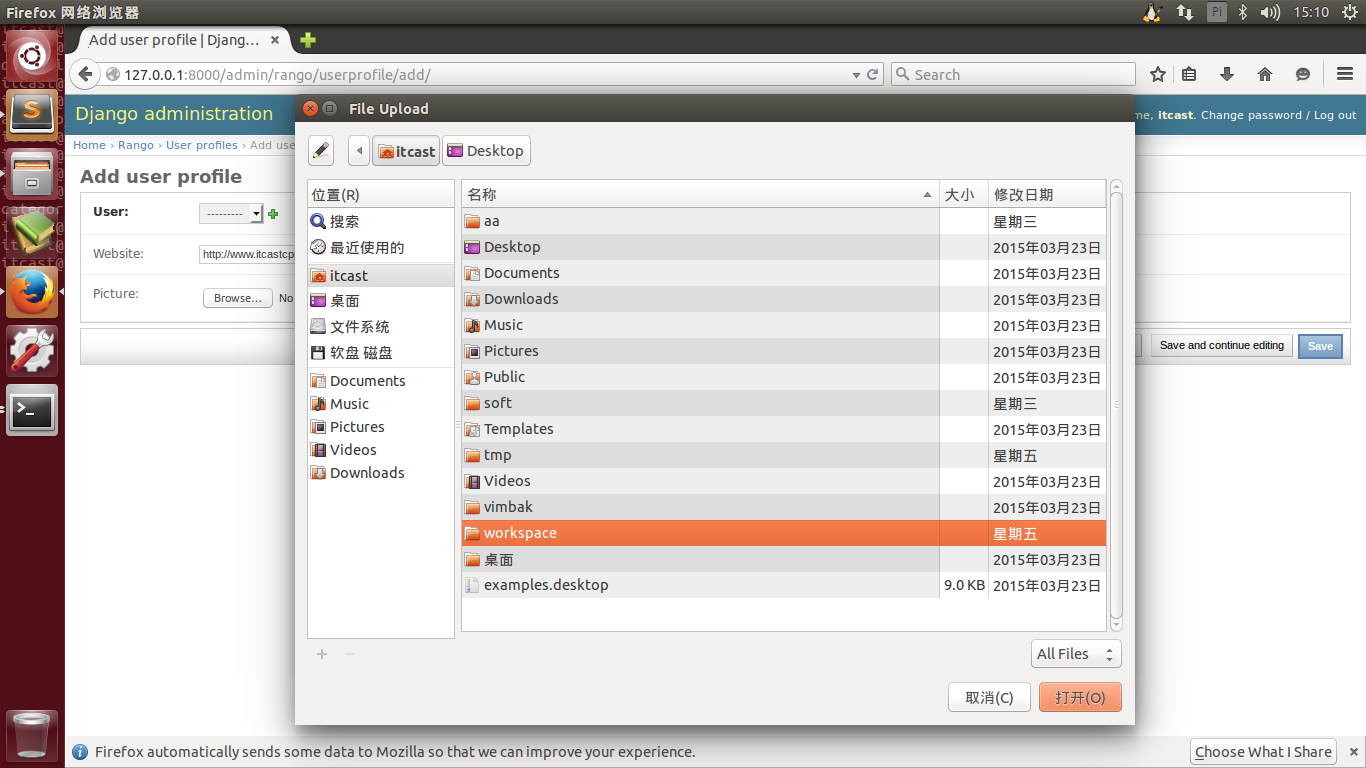 Firefox 网络浏览器
Pi
15:10
Add user profile | Djang…
127.0.0.1:8000/admin/rango/userprofile/add/
Search
Django administration
me, itcast. Change password / Log out
Home › Rango › User profiles › Add use
Add user profile
User:
---------
Website:
http://www.itcastcpp
Picture:
Browse…
No
Save and continue editing
Save
File Upload
itcast
Desktop
位置(R)
搜索
最近使用的
itcast
桌面
文件系统
软盘 磁盘
Documents
Music
Pictures
Videos
Downloads
名称 大小 修改日期
aa 星期三
Desktop 2015年03月23日
Documents 2015年03月23日
Downloads 2015年03月23日
Music 2015年03月23日
Pictures 2015年03月23日
Public 2015年03月23日
soft 星期三
Templates 2015年03月23日
tmp 星期五
Videos 2015年03月23日
vimbak 2015年03月23日
workspace 星期五
桌面 2015年03月23日
examples.desktop 9.0 KB 2015年03月23日
All Files
取消(C)
打开(O)
Firefox automatically sends some data to Mozilla so that we can improve your experience.
Choose What I Share